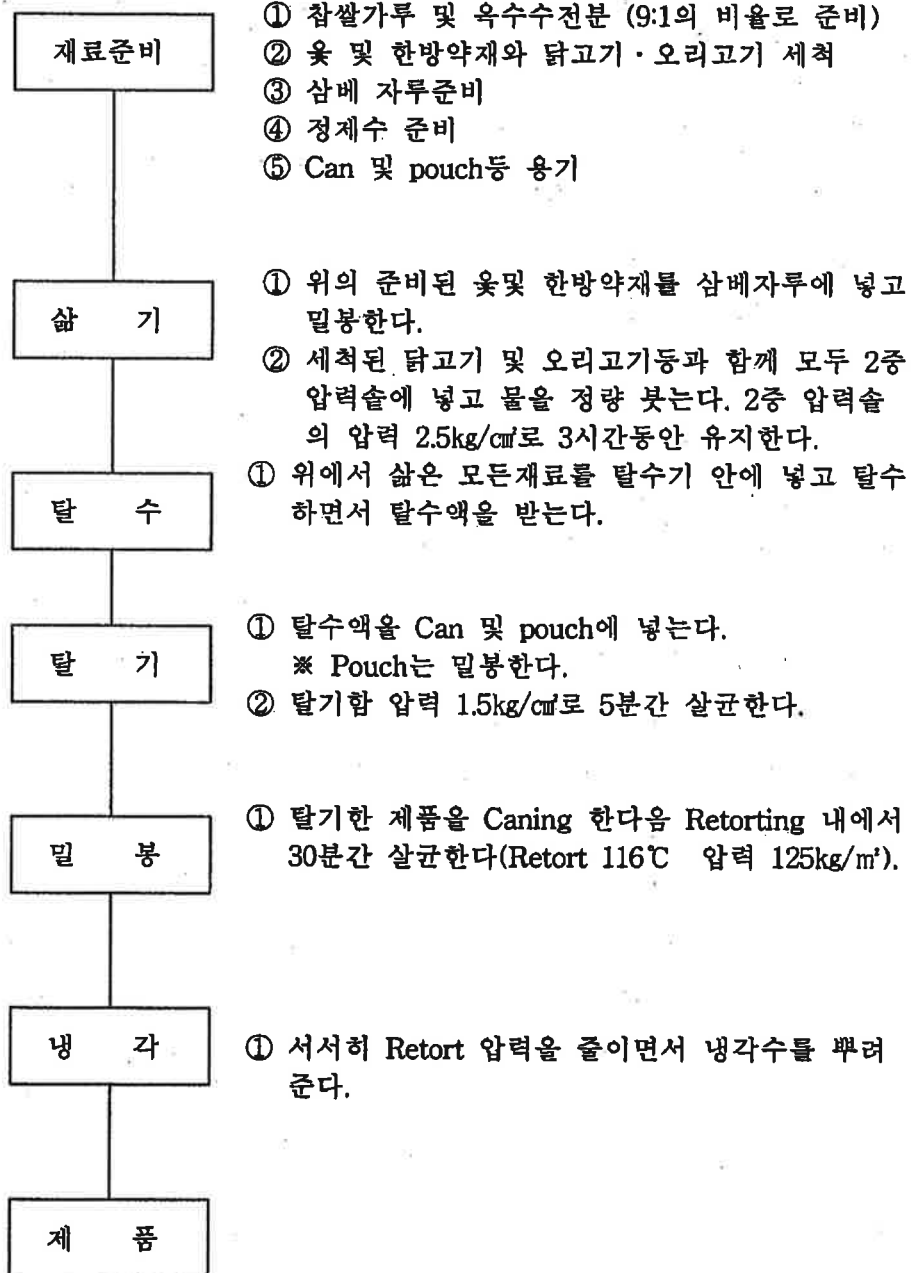 재료준비
① 찹쌀가루 및 옥수수전분 (9:1의 비율로 준비)
② 옻 및 한방약재와 닭고기·오리고기 세척
③ 삼베 자루준비
④ 정제수 준비
⑤ Can 및 pouch등 용기
삶 기
① 위의 준비된 옻및 한방약재를 삼베자루에 넣고
밀봉한다.
② 세척된 닭고기 및 오리고기등과 함께 모두 2중
압력솥에 넣고 물을 정량 붓는다. 2중 압력솥
의 압력 2.5kg/㎠로 3시간동안 유지한다.
탈 수
① 위에서 삶은 모든재료를 탈수기 안에 넣고 탈수
하면서 탈수액을 받는다.
탈 기
① 탈수액을 Can 및 pouch에 넣는다.
※ Pouch는 밀봉한다.
② 탈기함 압력 1.5kg/㎠로 5분간 살균한다.
밀 봉
① 탈기한 제품을 Caning 한다음 Retorting 내에서
30분간 살균한다(Retort 116℃ 압력 125kg/㎡).
냉 각
① 서서히 Retort 압력을 줄이면서 냉각수를 뿌려
준다.
제 품